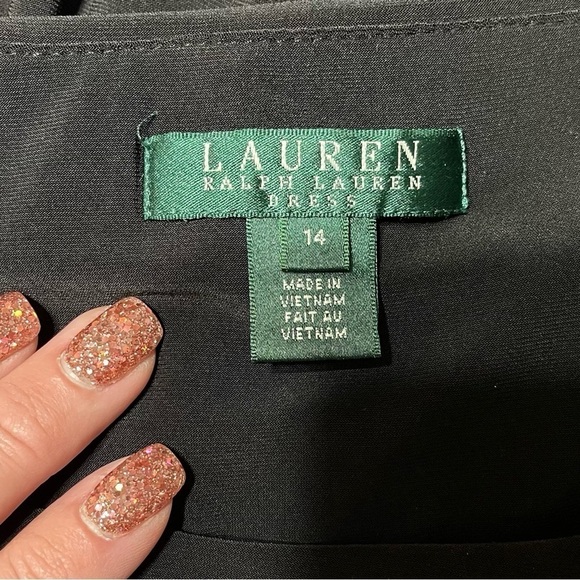 LAUREN
RALPH LAUREN
DRESS
14
MADE IN
VIETNAM
FAIT AU
VIETNAM